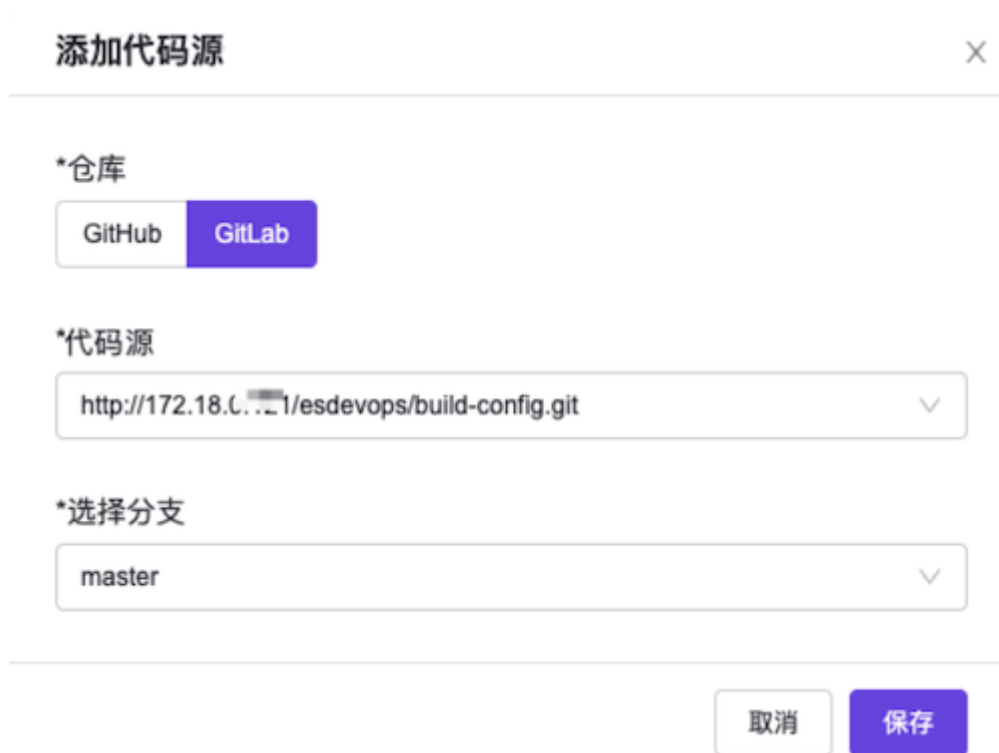 添加代码源
*仓库
GitHub GitLab
*代码源
/esdevops/build-config.git
*选择分支
master
取消 保存